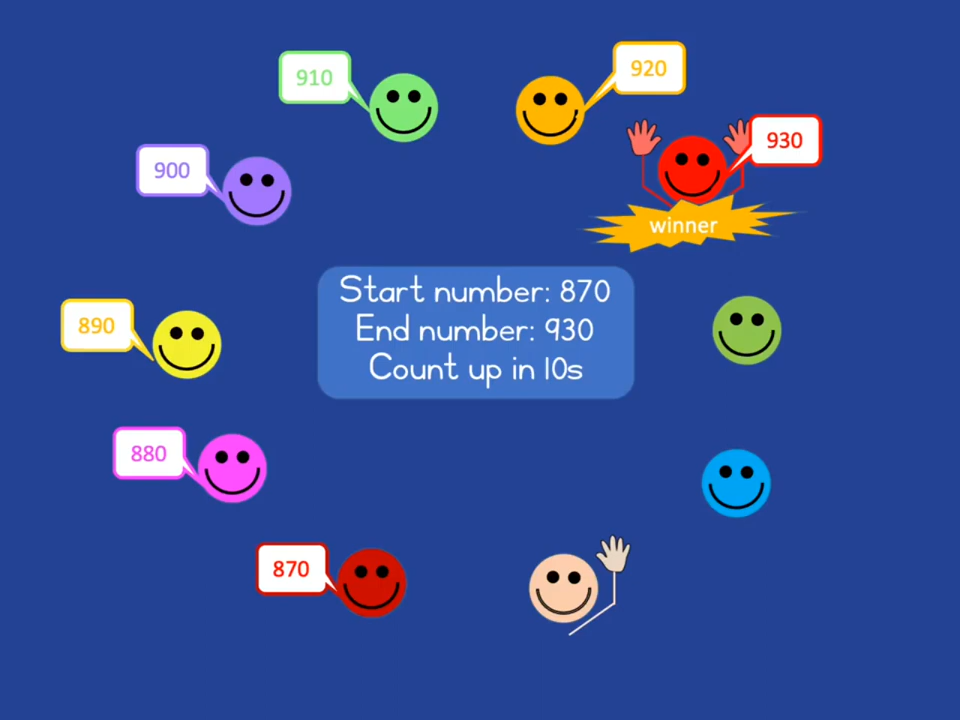 910
920
930
900
winner
Start number: 870
End number: 930
Count up in 10s
890
880
870